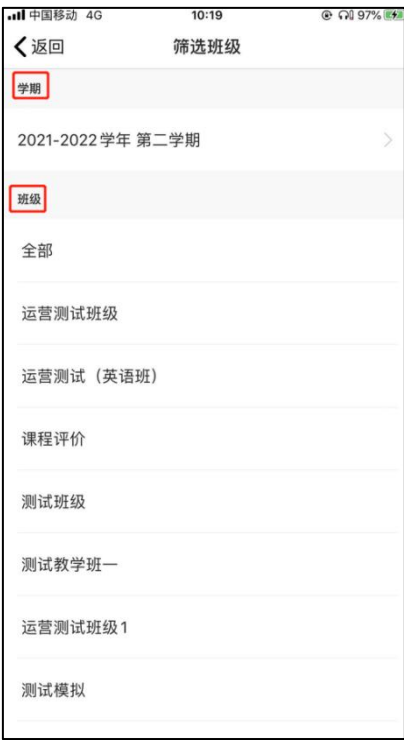 中国移动 4G 10:19 97%
返回 筛选班级
学期
2021-2022学年 第二学期
班级
全部
运营测试班级
运营测试（英语班）
课程评价
测试班级
测试教学班一
运营测试班级1
测试模拟